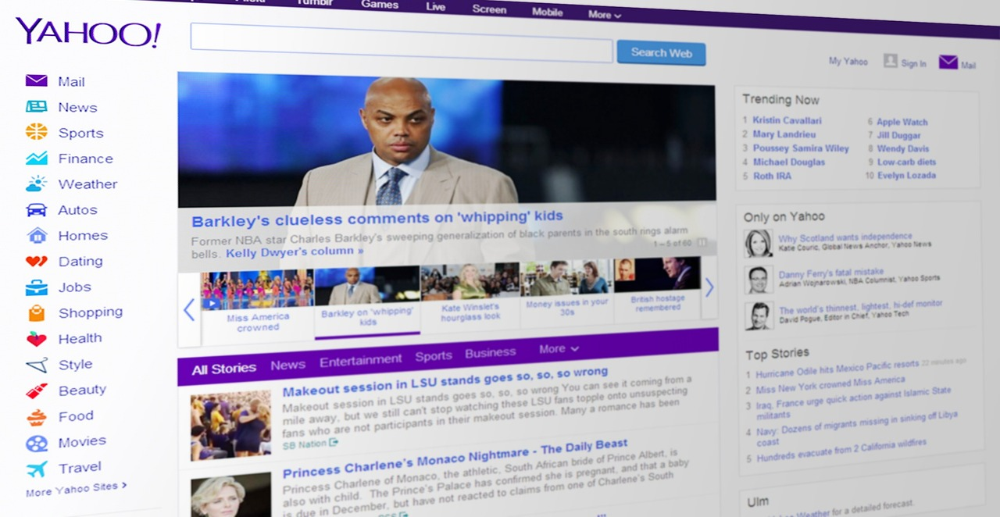 Tumblr
Games
Live
Screen
Mobile
More
YAHOO!
Search Web
My Yahoo
Sign In
Mail
Mail
News
Sports
Finance
Weather
Autos
Homes
Dating
Jobs
Shopping
Health
Style
Beauty
Food
Movies
Travel
More Yahoo Sites >
Barkley's clueless comments on 'whipping' kids
Former NBA star Charles Barkley's sweeping generalization of black parents in the south rings alarm
bells. Kelly Dwyer's column »
1 – 5 of 60
Miss America
crowned
Barkley on 'whipping'
kids
Kate Winslet's
hourglass look
Money issues in your
30s
British hostage
remembered
All Stories
News
Entertainment
Sports
Business
More
Makeout session in LSU stands goes so, so, so wrong
Makeout session in LSU stands goes so, so, so wrong You can see it coming from a
mile away, but we still can't stop watching these LSU fans topple onto unsuspecting
fans who are not participants in their makeout session. Many a romance has been
SB Nation
Princess Charlene's Monaco Nightmare - The Daily Beast
Princess Charlene of Monaco, the athletic, South African bride of Prince Albert, is
also with child. The Prince's Palace has confirmed she is pregnant, and that a baby
is due in December, but have not reacted to claims from one of Charlene's South
Trending Now
1 Kristin Cavallari
2 Mary Landrieu
3 Poussey Samira Wiley
4 Michael Douglas
5 Roth IRA
6 Apple Watch
7 Jill Duggar
8 Wendy Davis
9 Low-carb diets
10 Evelyn Lozada
Only on Yahoo
Why Scotland wants independence
Katie Couric, Global News Anchor, Yahoo News
Danny Ferry's fatal mistake
Adrian Wojnarowski, NBA Columnist, Yahoo Sports
The world's thinnest, lightest, hi-def monitor
David Pogue, Editor in Chief, Yahoo Tech
Top Stories
1 Hurricane Odile hits Mexico Pacific resorts 22 minutes ago
2 Miss New York crowned Miss America
3 Iraq, France urge quick action against Islamic State
militants
4 Navy: Dozens of migrants missing in sinking off Libya
coast
5 Hundreds evacuate from 2 California wildfires
Ulm
Weather for a detailed forecast.